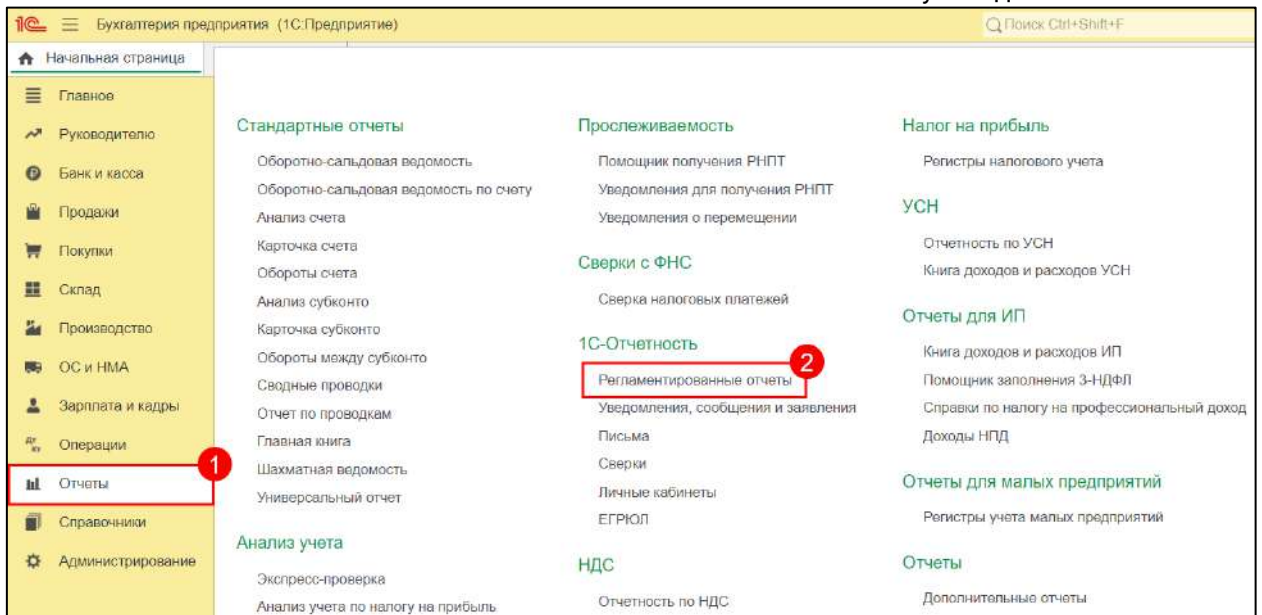 1С Бухгалтерия предприятия (1С:Предприятие)
Поиск Ctrl+Shift+F
Начальная страница
Главное
Руководителю
Банк и касса
Продажи
Покупки
Склад
Производство
ОС и НМА
Зарплата и кадры
Операции
1
Отчеты
Справочники
Администрирование
Стандартные отчеты
Оборотно-сальдовая ведомость
Оборотно-сальдовая ведомость по счету
Анализ счета
Карточка счета
Обороты счета
Анализ субконто
Карточка субконто
Обороты между субконто
Сводные проводки
Отчет по проводкам
Главная книга
Шахматная ведомость
Универсальный отчет
Анализ учета
Экспресс-проверка
Анализ учета по налогу на прибыль
Прослеживаемость
Помощник получения РНПТ
Уведомления для получения РНПТ
Уведомления о перемещении
Сверки с ФНС
Сверка налоговых платежей
1С-Отчетность
2
Регламентированные отчеты
Уведомления, сообщения и заявления
Письма
Сверки
Личные кабинеты
ЕГРЮЛ
НДС
Отчетность по НДС
Налог на прибыль
Регистры налогового учета
УСН
Отчетность по УСН
Книга доходов и расходов УСН
Отчеты для ИП
Книга доходов и расходов ИП
Помощник заполнения 3-НДФЛ
Справки по налогу на профессиональный доход
Доходы НПД
Отчеты для малых предприятий
Регистры учета малых предприятий
Отчеты
Дополнительные отчеты